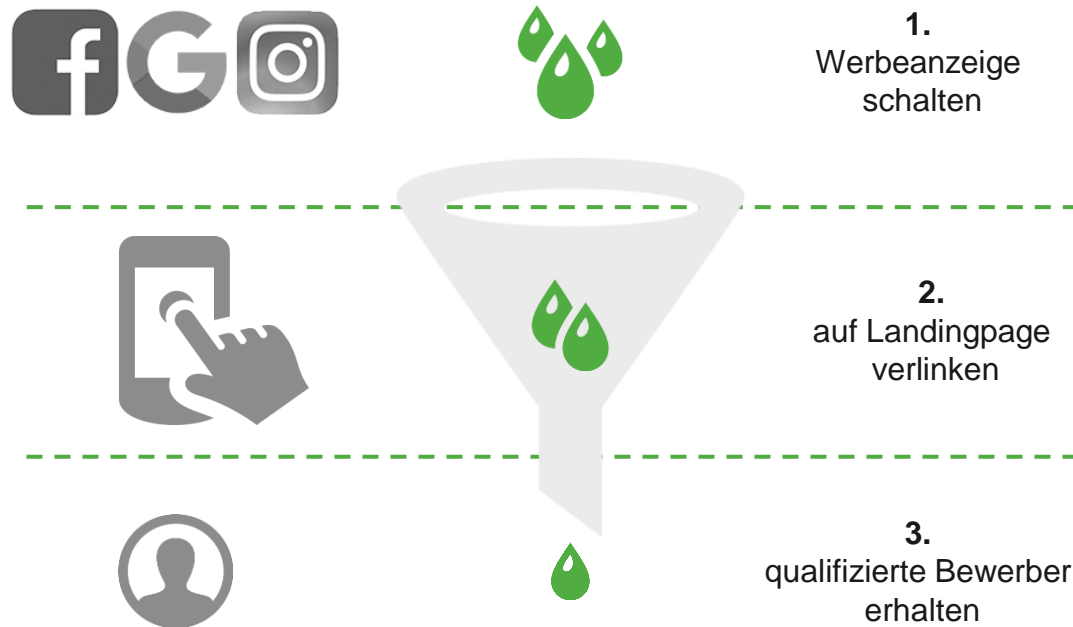 1.
Werbeanzeige
schalten
2.
auf Landingpage
verlinken
3.
qualifizierte Bewerber
erhalten